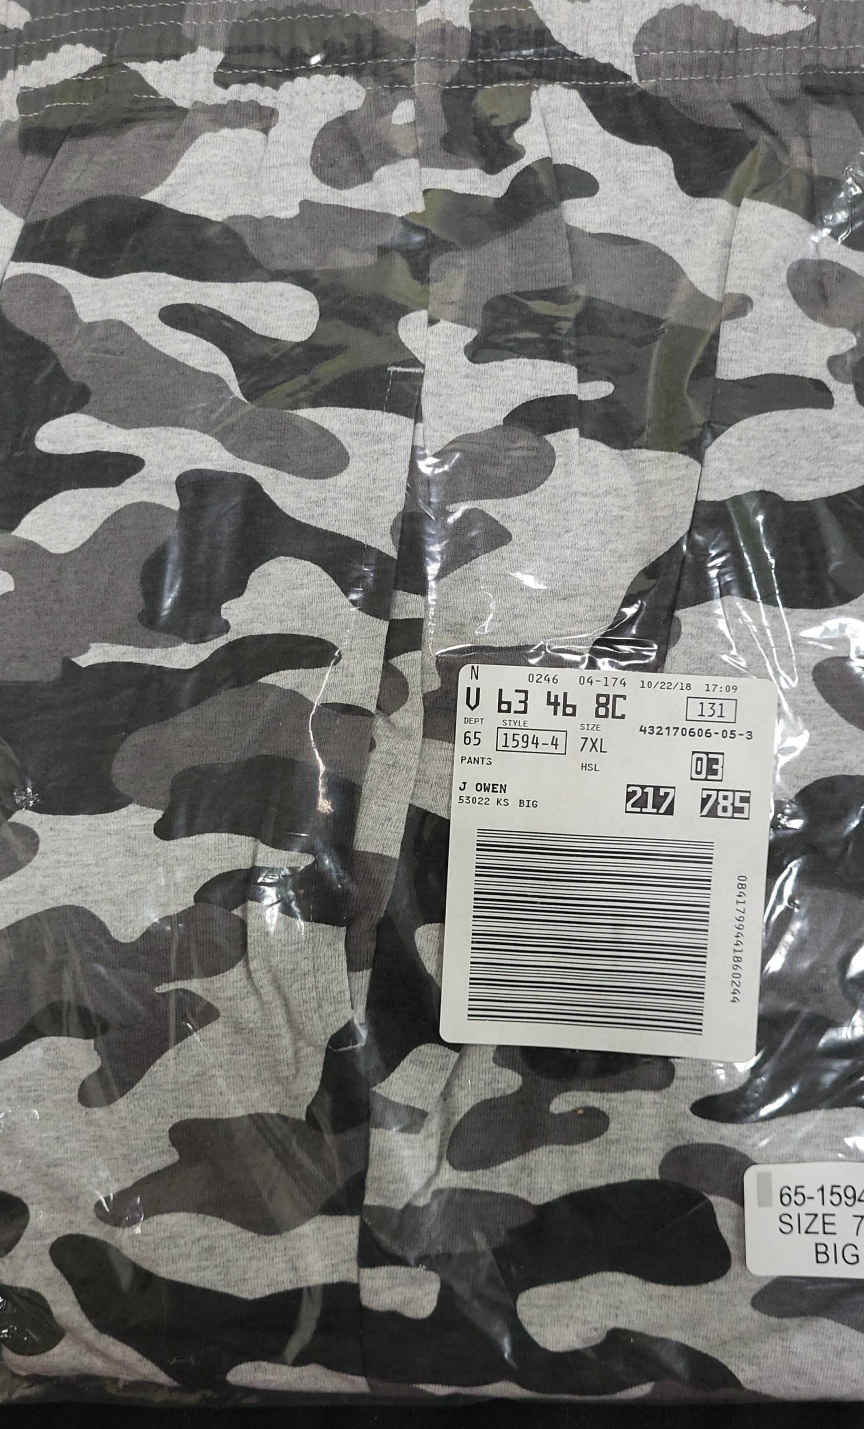 N 0246 04-174 10/22/18 17:09
V 63 46 8C 131
DEPT STYLE SIZE 432170606-05-3
65 1594-4 7XL
PANTS HSL 03
J OWEN 217 785
53022 KS BIG
0841799441860244
65-1594
SIZE 7
BIG